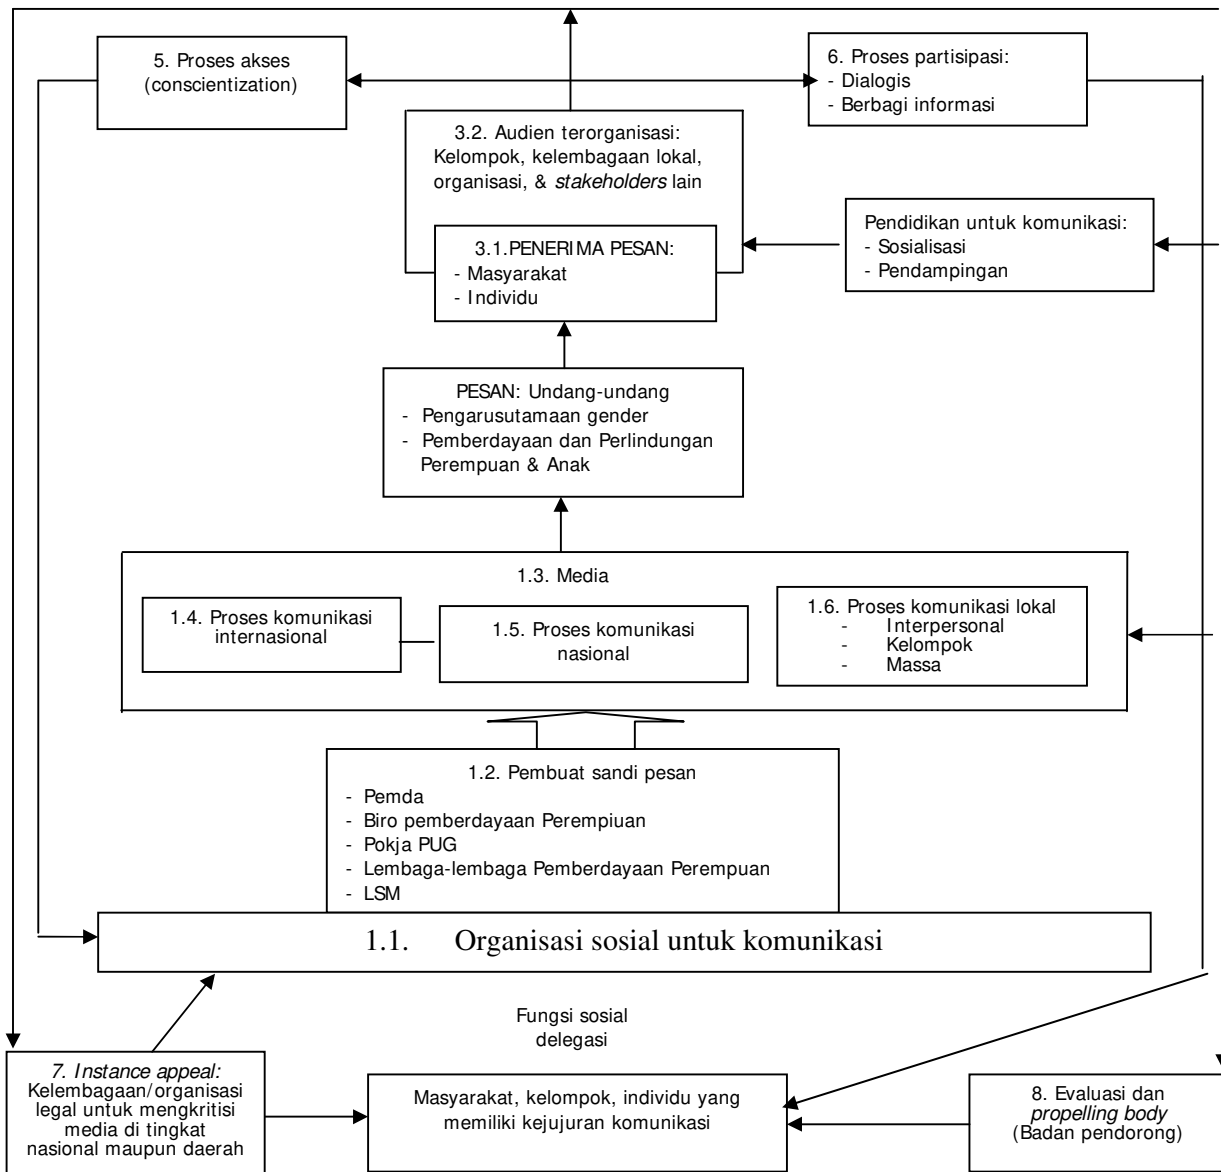 5. Proses akses
(conscientization)
6. Proses partisipasi:
- Dialogis
- Berbagi informasi
3.2. Audien terorganisasi:
Kelompok, kelembagaan lokal,
organisasi, & stakeholders lain
Pendidikan untuk komunikasi:
- Sosialisasi
- Pendampingan
3.1.PENERIMA PESAN:
- Masyarakat
- Individu
PESAN: Undang-undang
- Pengarusutamaan gender
- Pemberdayaan dan Perlindungan
Perempuan & Anak
1.3. Media
1.4. Proses komunikasi
internasional
1.5. Proses komunikasi
nasional
1.6. Proses komunikasi lokal
- Interpersonal
- Kelompok
- Massa
1.2. Pembuat sandi pesan
- Pemda
- Biro pemberdayaan Perempiuan
- Pokja PUG
- Lembaga-lembaga Pemberdayaan Perempuan
- LSM
1.1. Organisasi sosial untuk komunikasi
Fungsi sosial
delegasi
7. Instance appeal:
Kelembagaan/organisasi
legal untuk mengkritisi
media di tingkat
nasional maupun daerah
Masyarakat, kelompok, individu yang
memiliki kejujuran komunikasi
8. Evaluasi dan
propelling body
(Badan pendorong)